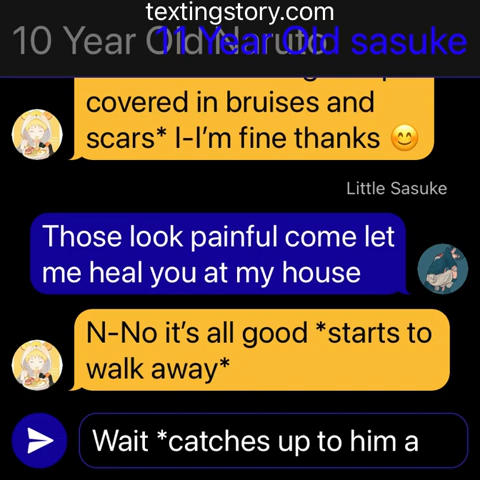 textingstory.com
10 Year Old Naruto
11 Year Old sasuke
covered in bruises and
scars* I-I’m fine thanks 😊
Little Sasuke
Those look painful come let
me heal you at my house
N-No it’s all good *starts to
walk away*
Wait *catches up to him a